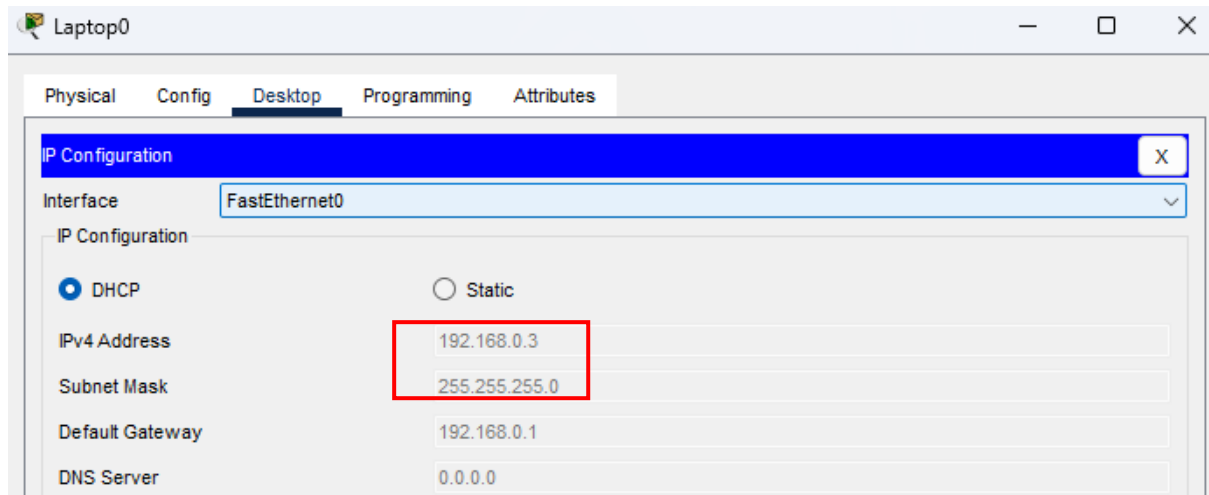 Laptop0
Physical Config Desktop Programming Attributes
IP Configuration X
Interface FastEthernet0
IP Configuration
DHCP Static
IPv4 Address 192.168.0.3
Subnet Mask 255.255.255.0
Default Gateway 192.168.0.1
DNS Server 0.0.0.0